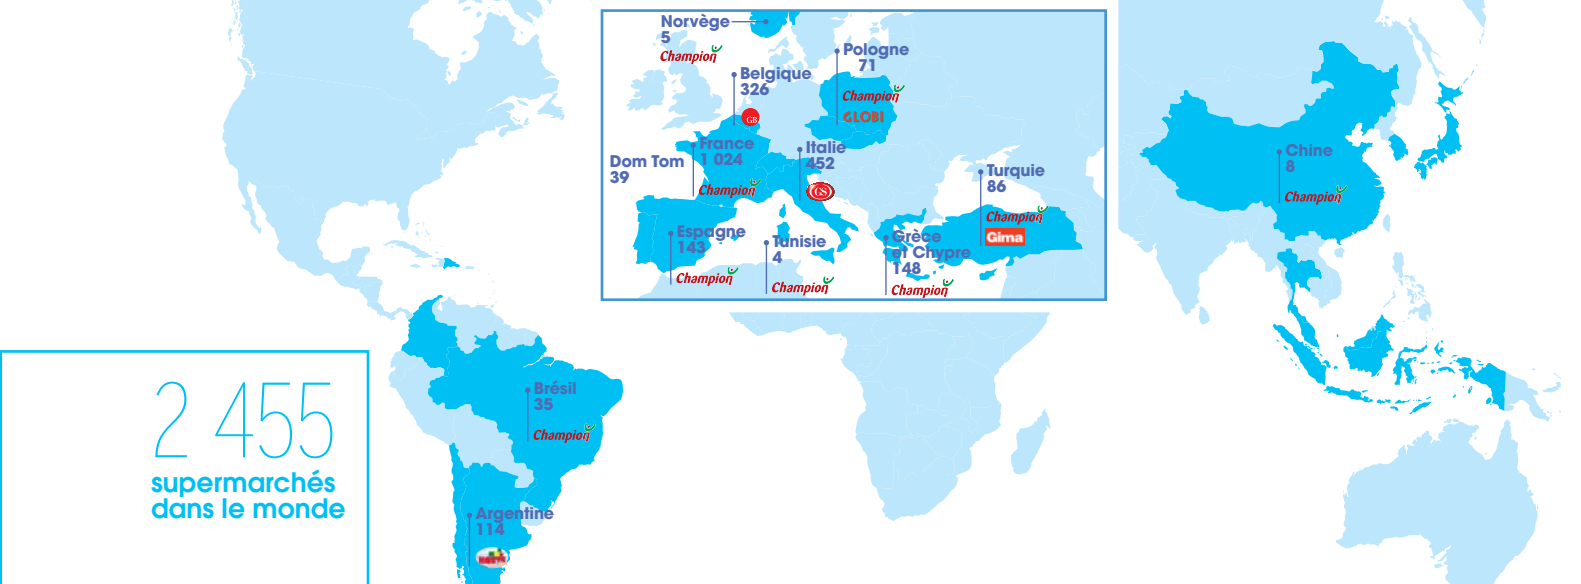 Norvège
5
Champion
Belgique
326
GB
Pologne
71
Champion
GLOBI
France
1 024
Champion
Dom Tom
39
Italie
452
GS
Turquie
86
Champion
Gima
Espagne
143
Champion
Tunisie
4
Champion
Grèce
et Chypre
148
Champion
Chine
8
Champion
Brésil
35
Champion
Argentine
114
2 455
supermarchés
dans le monde